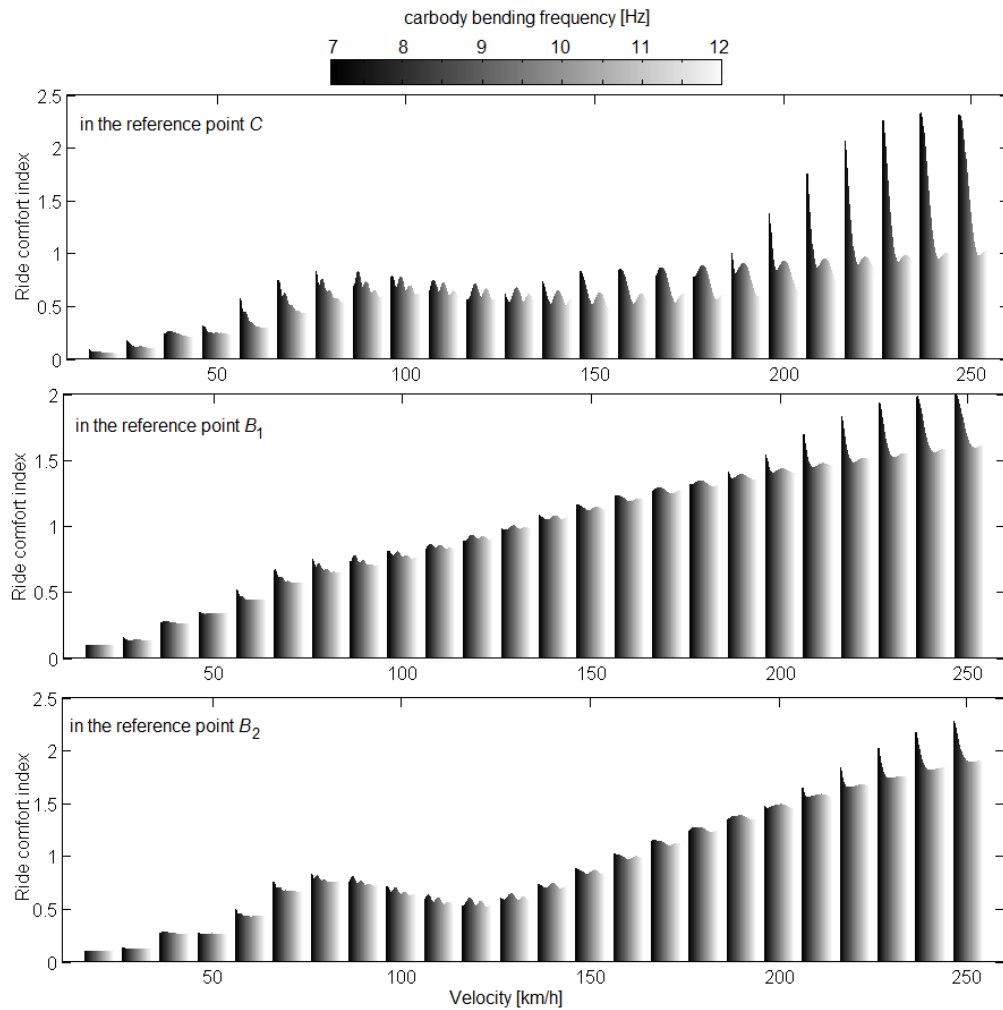 carbody bending frequency [Hz]
7 8 9 10 11 12
2.5
in the reference point C
2
1.5
1
0.5
0
Ride comfort index
50 100 150 200 250
2
in the reference point B1
1.5
1
0.5
0
Ride comfort index
50 100 150 200 250
2.5
in the reference point B2
2
1.5
1
0.5
0
Ride comfort index
50 100 150 200 250
Velocity [km/h]